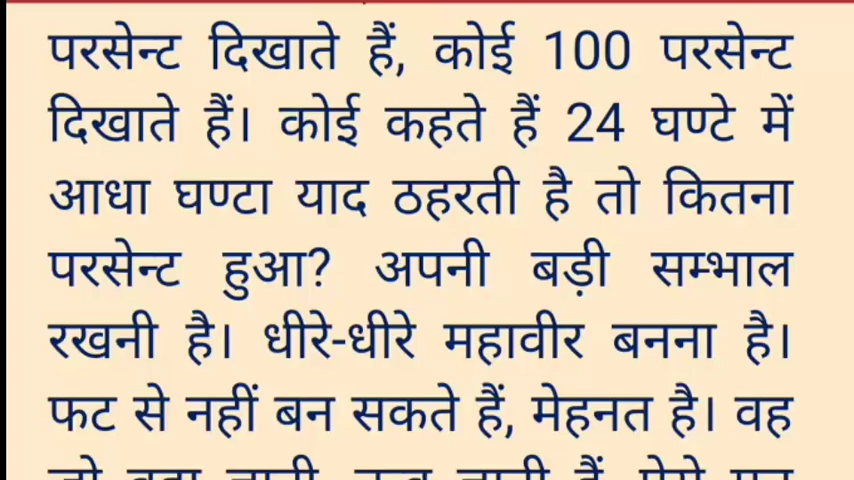 परसेन्ट दिखाते हैं, कोई 100 परसेन्ट
दिखाते हैं। कोई कहते हैं 24 घण्टे में
आधा घण्टा याद ठहरती है तो कितना
परसेन्ट हुआ? अपनी बड़ी सम्भाल
रखनी है। धीरे-धीरे महावीर बनना है।
फट से नहीं बन सकते हैं, मेहनत है। वह